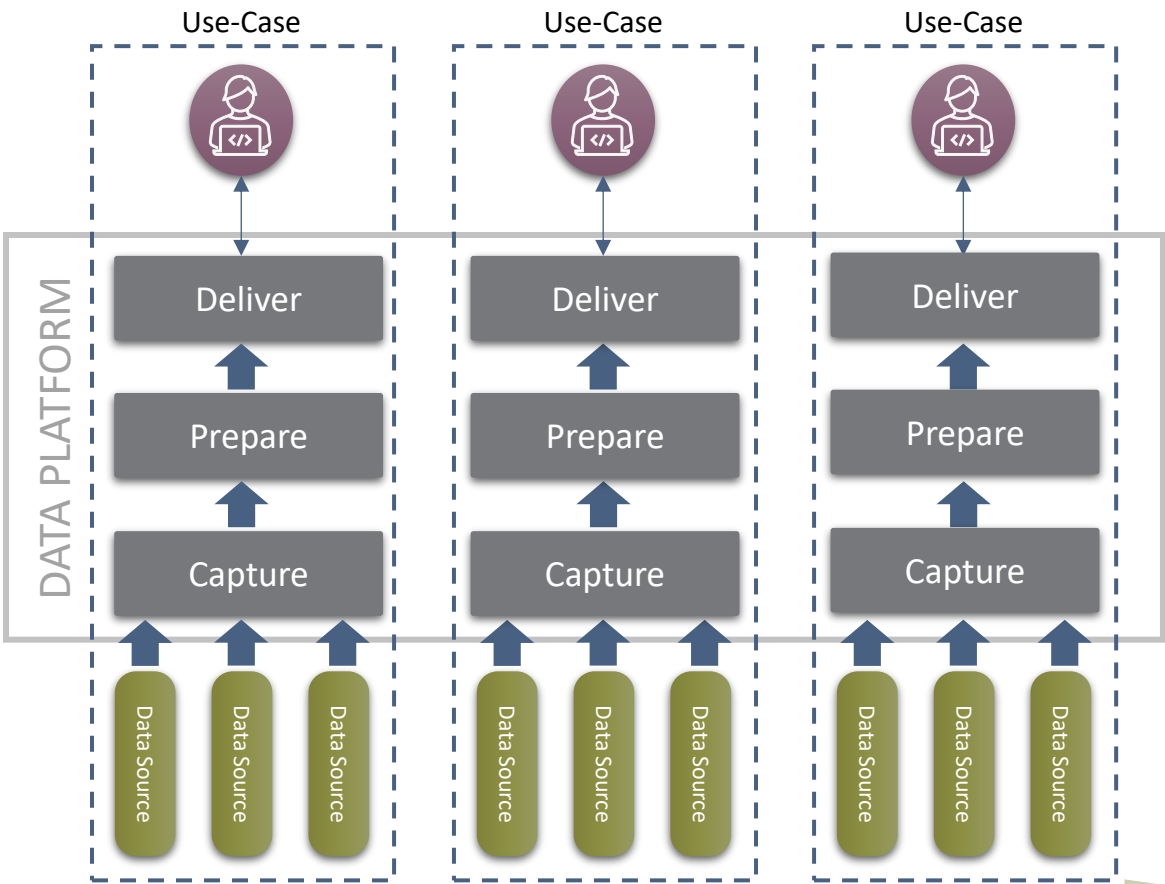 Use-Case
Use-Case
Use-Case
</>
</>
</>
DATA PLATFORM
Deliver
Deliver
Deliver
Prepare
Prepare
Prepare
Capture
Capture
Capture
Data Source
Data Source
Data Source
Data Source
Data Source
Data Source
Data Source
Data Source
Data Source